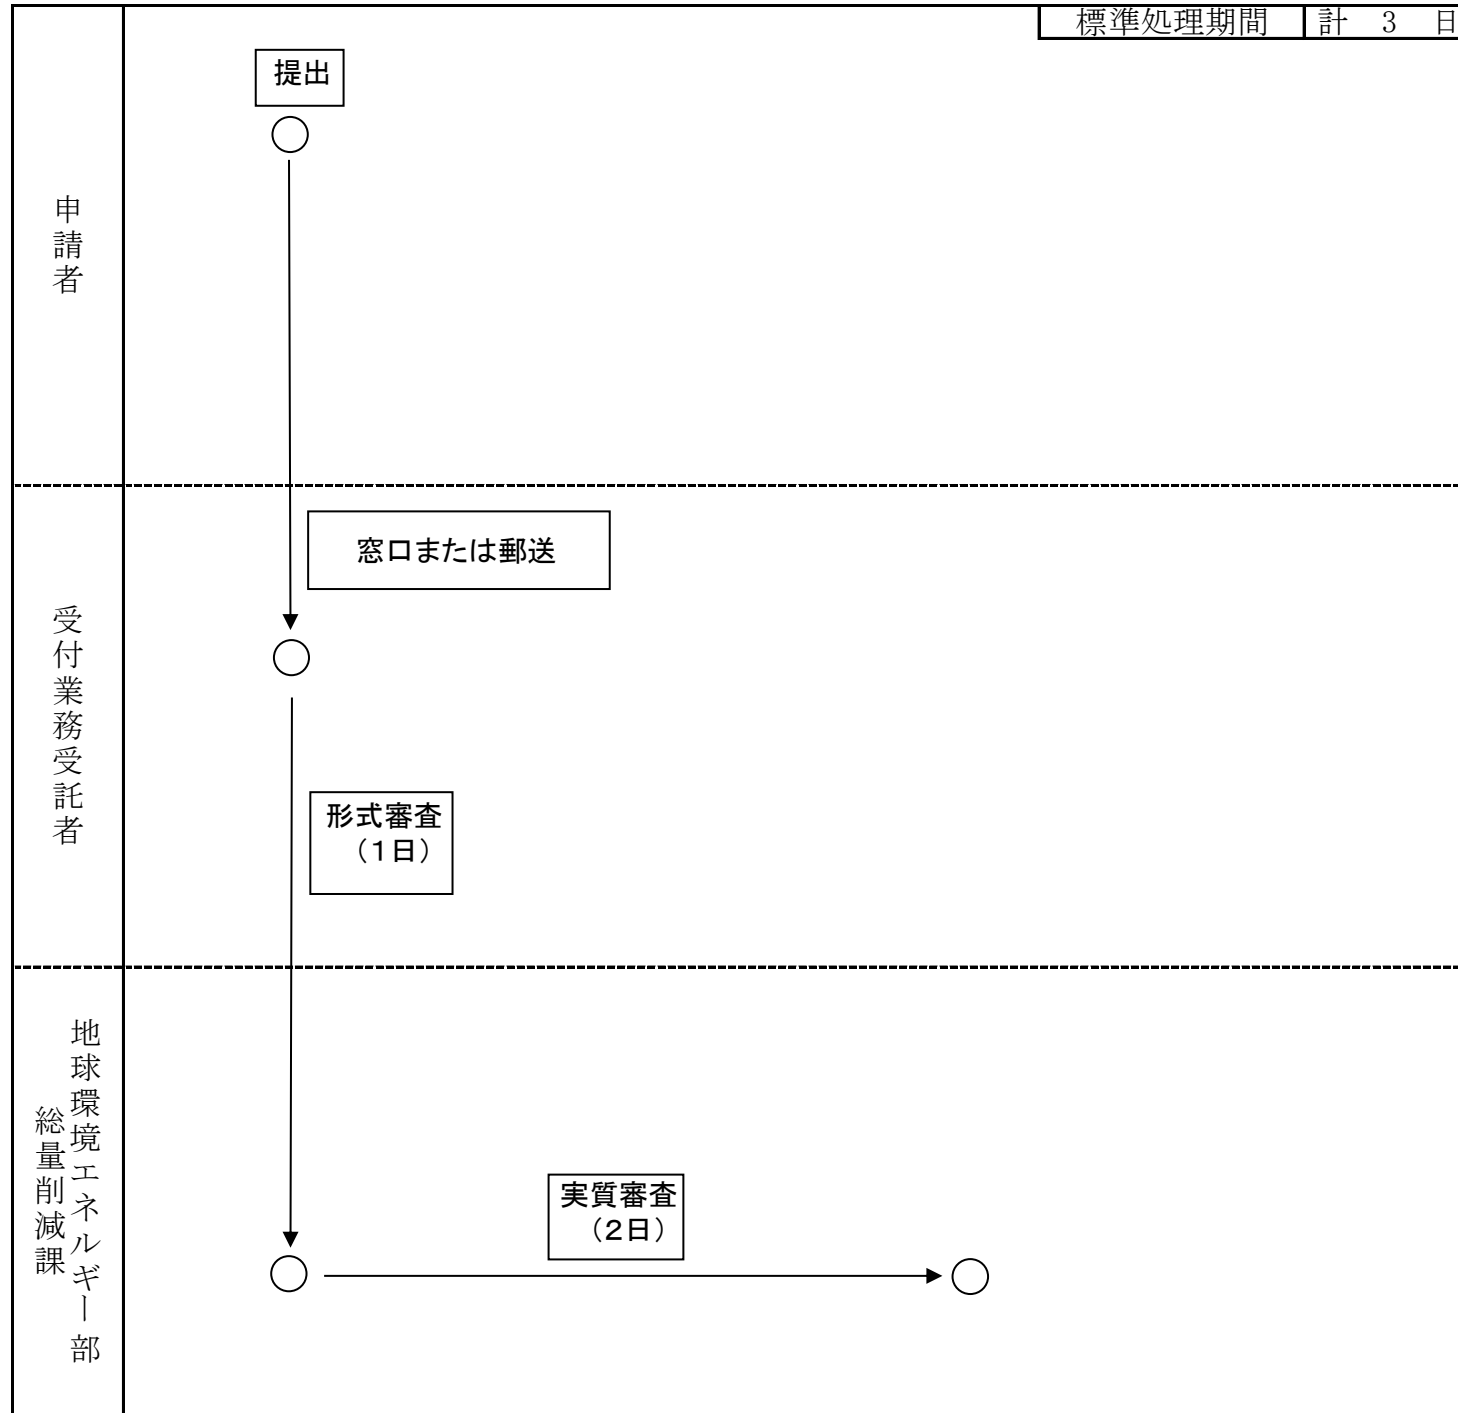 標準処理期間 計 3 日
提出
申請者
窓口または郵送
受付業務受託者
形式審査
（１日）
地球環境エネルギー部
総量削減課
実質審査
（２日）